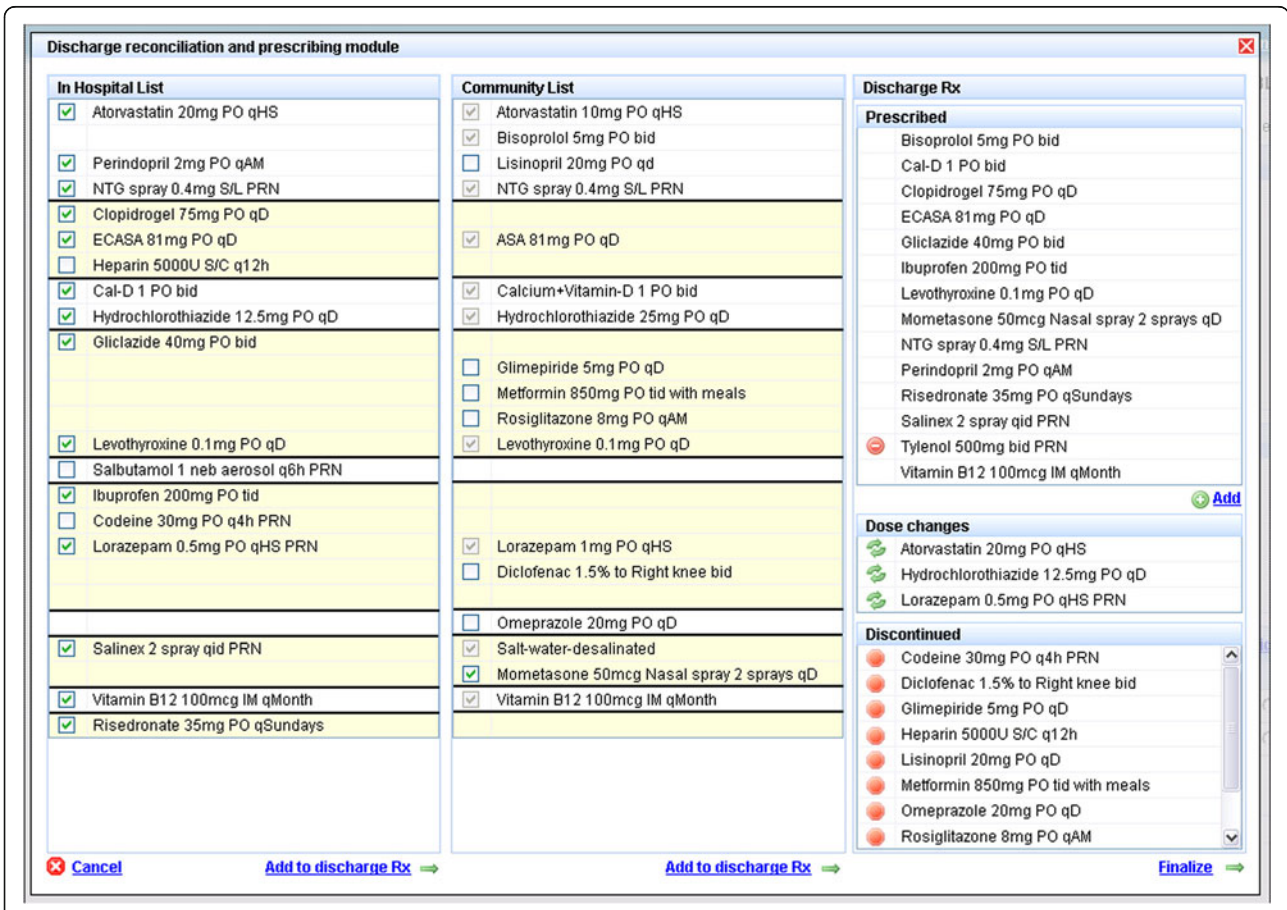 Discharge reconciliation and prescribing module
In Hospital List
Atorvastatin 20mg PO qHS
Perindopril 2mg PO qAM
NTG spray 0.4mg S/L PRN
Clopidrogel 75mg PO qD
ECASA 81mg PO qD
Heparin 5000U S/C q12h
Cal-D 1 PO bid
Hydrochlorothiazide 12.5mg PO qD
Gliclazide 40mg PO bid
Levothyroxine 0.1mg PO qD
Salbutamol 1 neb aerosol q6h PRN
Ibuprofen 200mg PO tid
Codeine 30mg PO q4h PRN
Lorazepam 0.5mg PO qHS PRN
Salinex 2 spray qid PRN
Vitamin B12 100mcg IM qMonth
Risedronate 35mg PO qSundays
Cancel
Add to discharge Rx
Community List
Atorvastatin 10mg PO qHS
Bisoprolol 5mg PO bid
Lisinopril 20mg PO qd
NTG spray 0.4mg S/L PRN
ASA 81mg PO qD
Calcium+Vitamin-D 1 PO bid
Hydrochlorothiazide 25mg PO qD
Glimepiride 5mg PO qD
Metformin 850mg PO tid with meals
Rosiglitazone 8mg PO qAM
Levothyroxine 0.1mg PO qD
Lorazepam 1mg PO qHS
Diclofenac 1.5% to Right knee bid
Omeprazole 20mg PO qD
Salt-water-desalinated
Mometasone 50mcg Nasal spray 2 sprays qD
Vitamin B12 100mcg IM qMonth
Add to discharge Rx
Discharge Rx
Prescribed
Bisoprolol 5mg PO bid
Cal-D 1 PO bid
Clopidrogel 75mg PO qD
ECASA 81mg PO qD
Gliclazide 40mg PO bid
Ibuprofen 200mg PO tid
Levothyroxine 0.1mg PO qD
Mometasone 50mcg Nasal spray 2 sprays qD
NTG spray 0.4mg S/L PRN
Perindopril 2mg PO qAM
Risedronate 35mg PO qSundays
Salinex 2 spray qid PRN
Tylenol 500mg bid PRN
Vitamin B12 100mcg IM qMonth
Add
Dose changes
Atorvastatin 20mg PO qHS
Hydrochlorothiazide 12.5mg PO qD
Lorazepam 0.5mg PO qHS PRN
Discontinued
Codeine 30mg PO q4h PRN
Diclofenac 1.5% to Right knee bid
Glimepiride 5mg PO qD
Heparin 5000U S/C q12h
Lisinopril 20mg PO qD
Metformin 850mg PO tid with meals
Omeprazole 20mg PO qD
Rosiglitazone 8mg PO qAM
Finalize